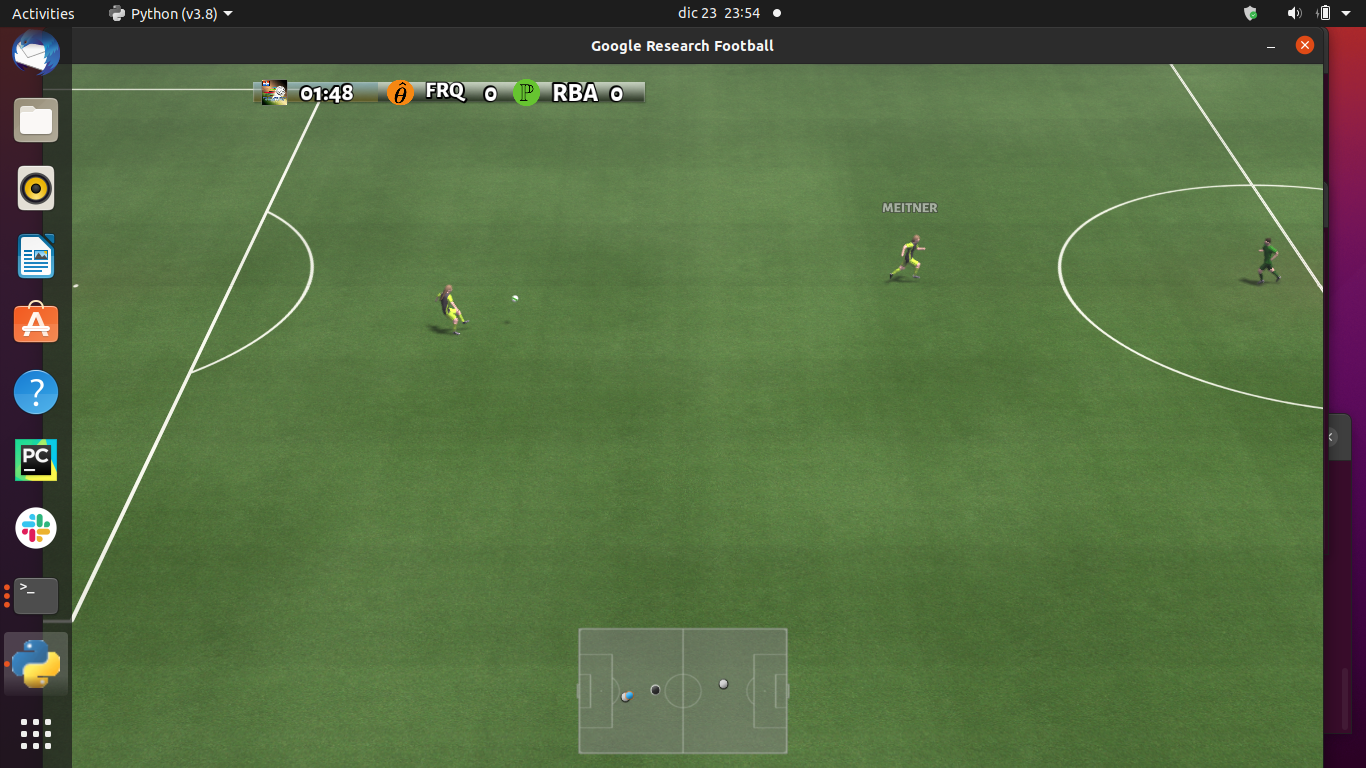 Activities Python (v3.8) dic 23 23:54
Google Research Football
01:48 θ̂ FRQ 0 ℙ RBA 0
MEITNER
?
PC
>_